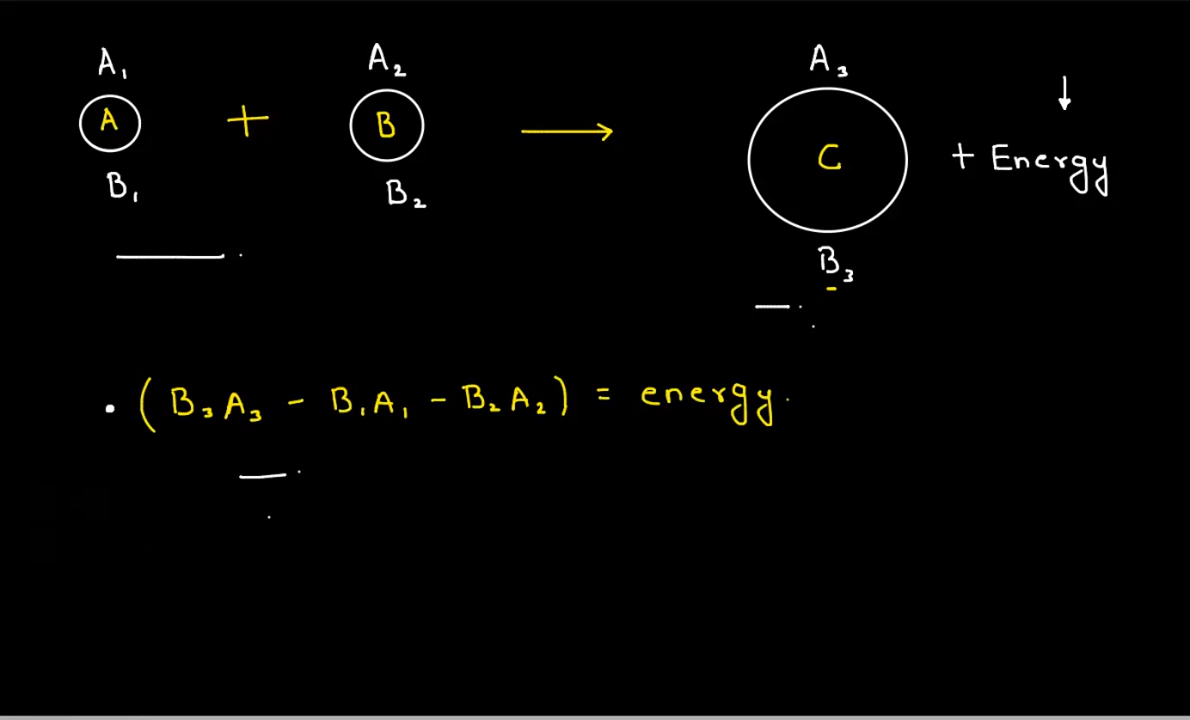 A₁ A₂ A₃
A + B → C + Energy ↓
B₁ B₂ B₃
(B₃A₃ - B₁A₁ - B₂A₂) = energy.